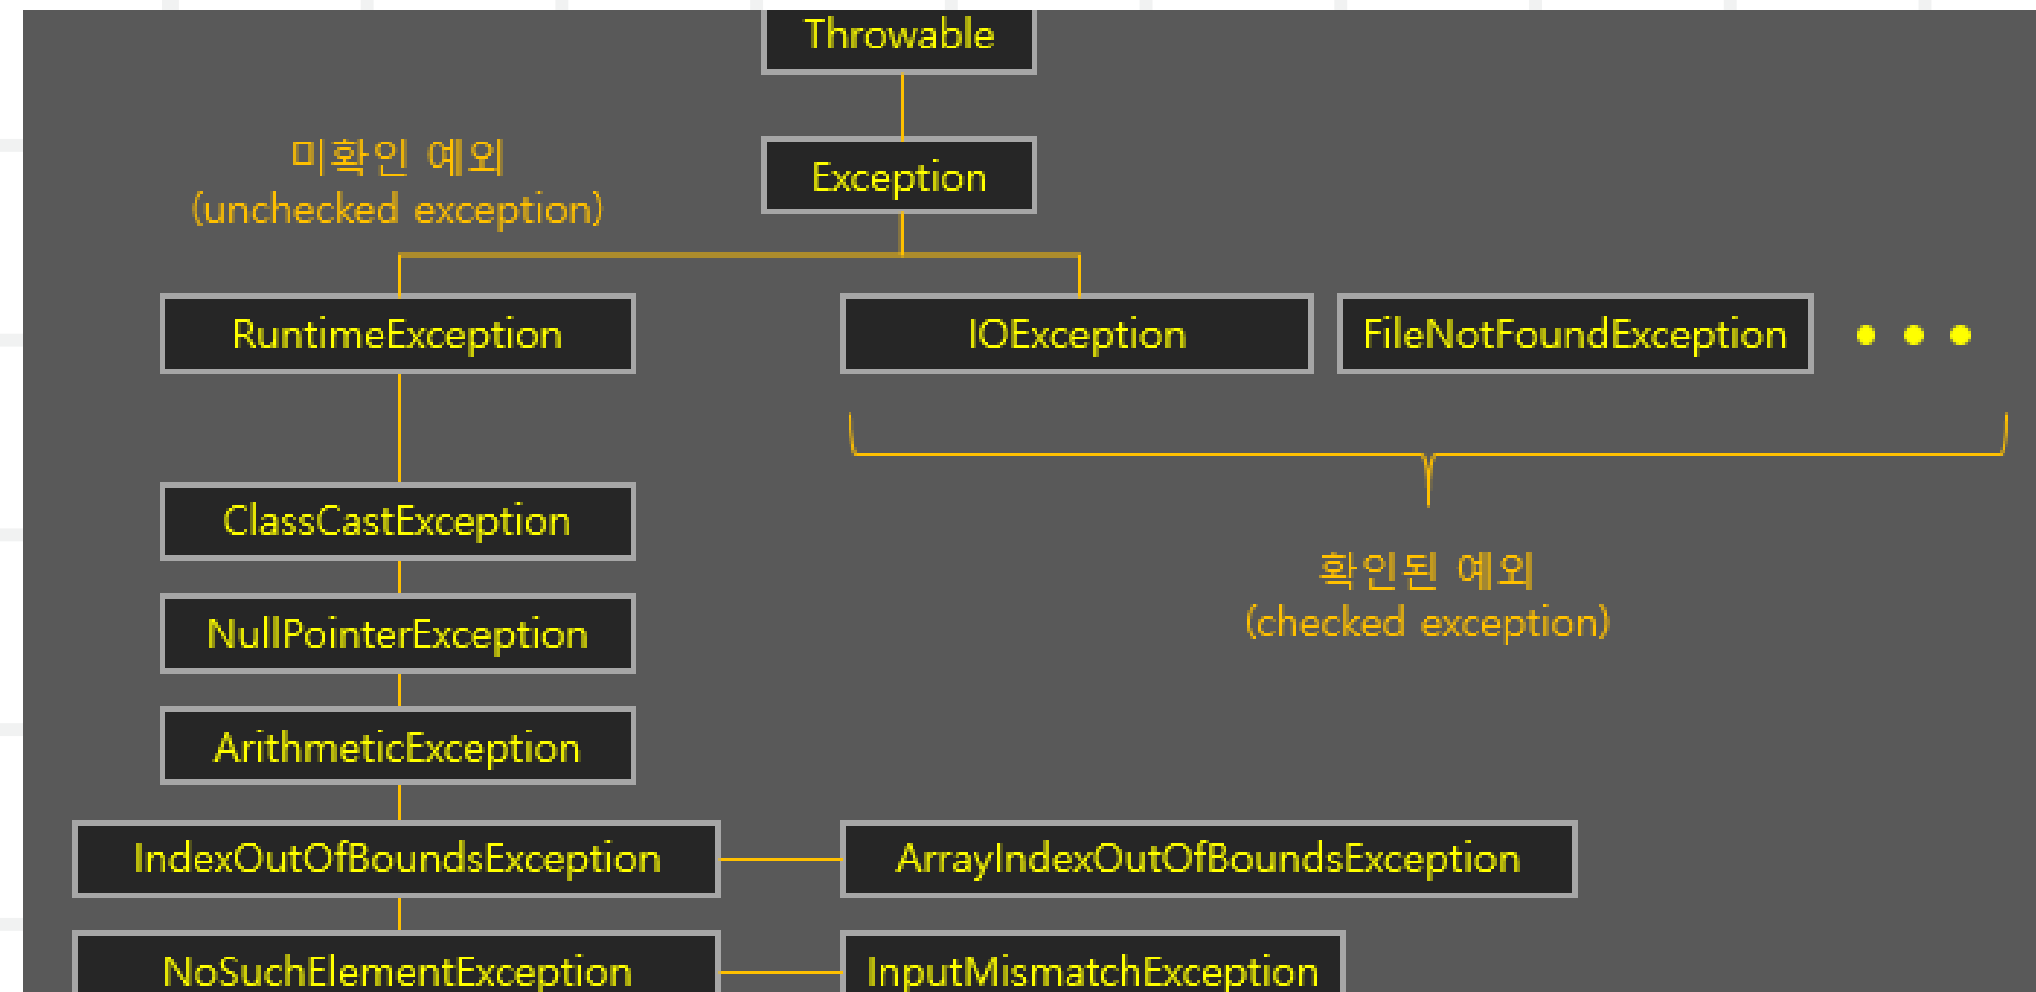 Throwable
미확인 예외
(unchecked exception)
Exception
RuntimeException
IOException
FileNotFoundException
ClassCastException
확인된 예외
(checked exception)
NullPointerException
ArithmeticException
IndexOutOfBoundsException
ArrayIndexOutOfBoundsException
NoSuchElementException
InputMismatchException